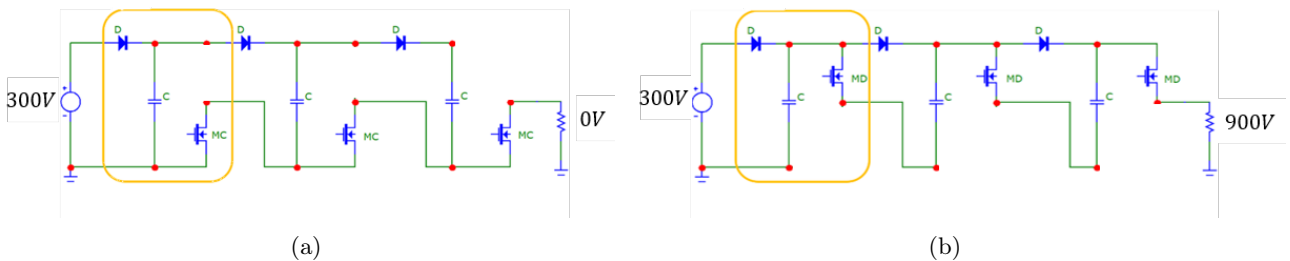 D D D
300V + - C MC C MC C MC 0V
(a)
D D D
300V + - C MD C MD C MD 900V
(b)